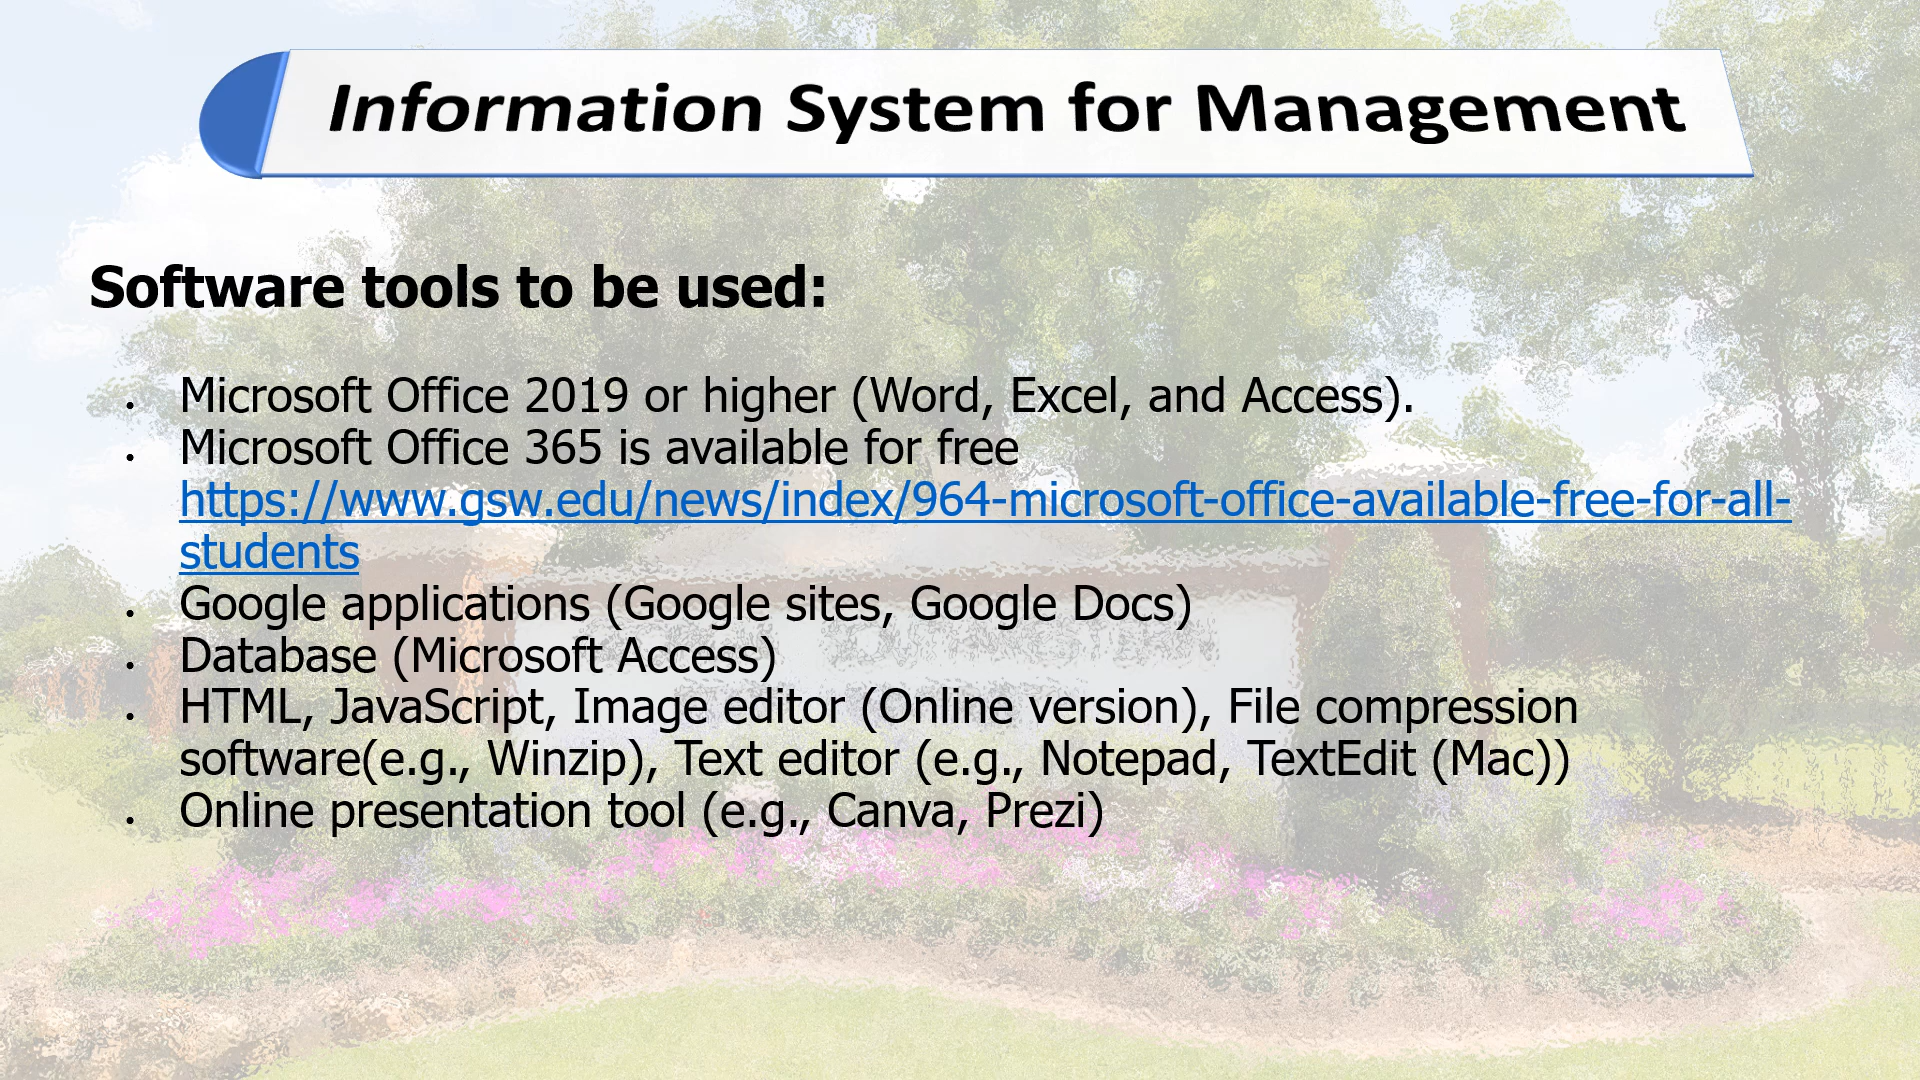 Information System for Management
Software tools to be used:
• Microsoft Office 2019 or higher (Word, Excel, and Access).
• Microsoft Office 365 is available for free
https://www.gsw.edu/news/index/964-microsoft-office-available-free-for-all-
students
• Google applications (Google sites, Google Docs)
• Database (Microsoft Access)
• HTML, JavaScript, Image editor (Online version), File compression
software(e.g., Winzip), Text editor (e.g., Notepad, TextEdit (Mac))
• Online presentation tool (e.g., Canva, Prezi)